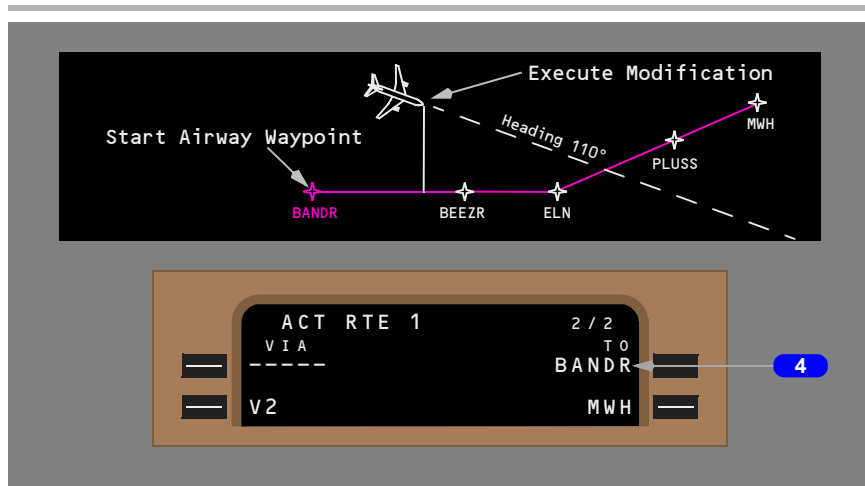 Execute Modification
Start Airway Waypoint
Heading 110°
MWH
PLUSS
BANDR
BEEZR
ELN
ACT RTE 1 2/2
VIA TO
----- BANDR
4
V2 MWH